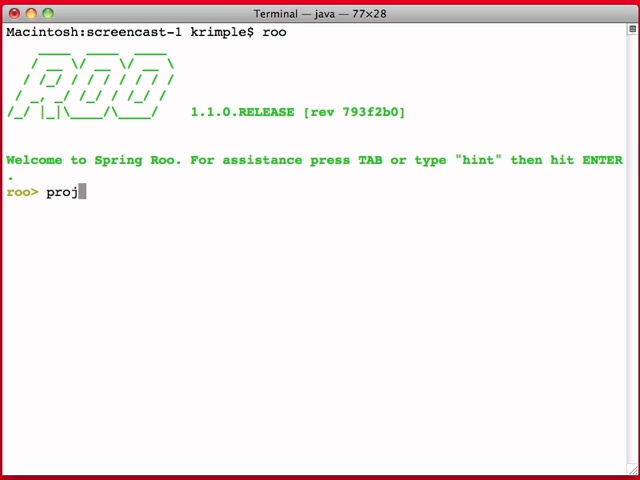 Terminal — java — 77×28
Macintosh:screencast-1 krimple$ roo
    ____  ____  ____
   / __ \/ __ \/ __ \
  / /_/ / / / / / / /
 / _, _/ /_/ / /_/ /
/_/ |_|\____/\____/    1.1.0.RELEASE [rev 793f2b0]
Welcome to Spring Roo. For assistance press TAB or type "hint" then hit ENTER
.
roo> proj